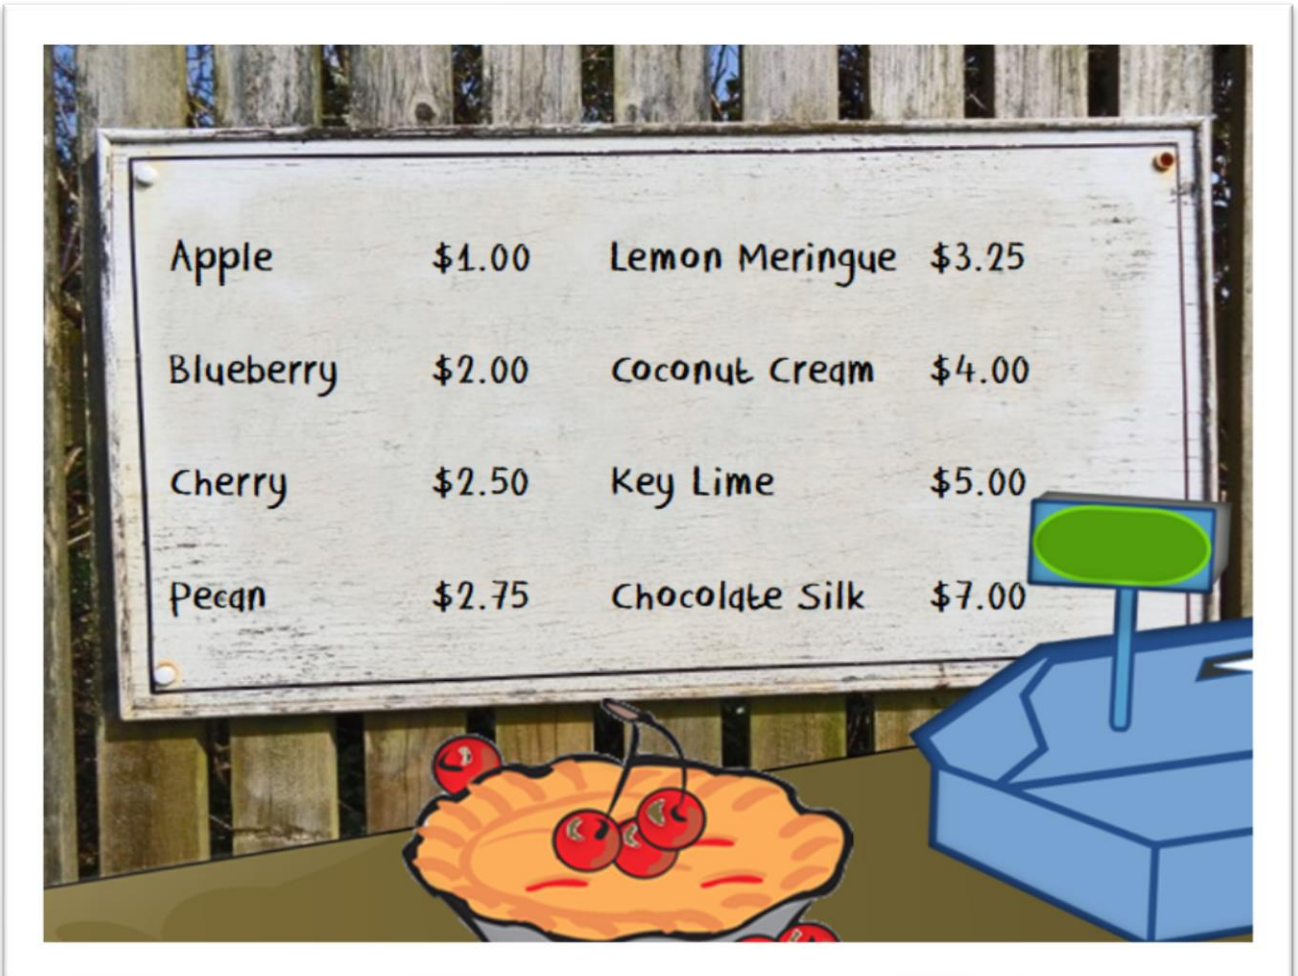 Apple $1.00 Lemon Meringue $3.25
Blueberry $2.00 Coconut Cream $4.00
Cherry $2.50 Key Lime $5.00
Pecan $2.75 Chocolate Silk $7.00